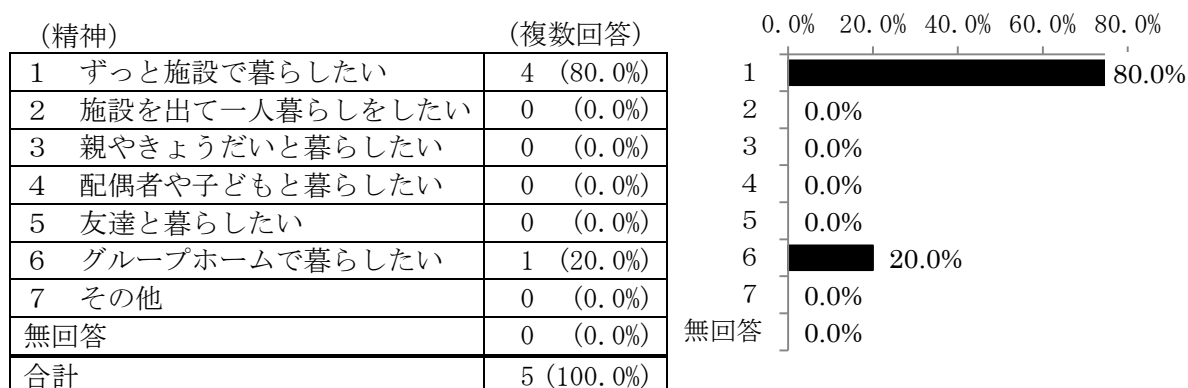 （精神）　（複数回答）
1　ずっと施設で暮らしたい　4 (80.0%)
2　施設を出て一人暮らしをしたい　0 (0.0%)
3　親やきょうだいと暮らしたい　0 (0.0%)
4　配偶者や子どもと暮らしたい　0 (0.0%)
5　友達と暮らしたい　0 (0.0%)
6　グループホームで暮らしたい　1 (20.0%)
7　その他　0 (0.0%)
無回答　0 (0.0%)
合計　5 (100.0%)
0.0% 20.0% 40.0% 60.0% 80.0%
1 80.0%
2 0.0%
3 0.0%
4 0.0%
5 0.0%
6 20.0%
7 0.0%
無回答 0.0%